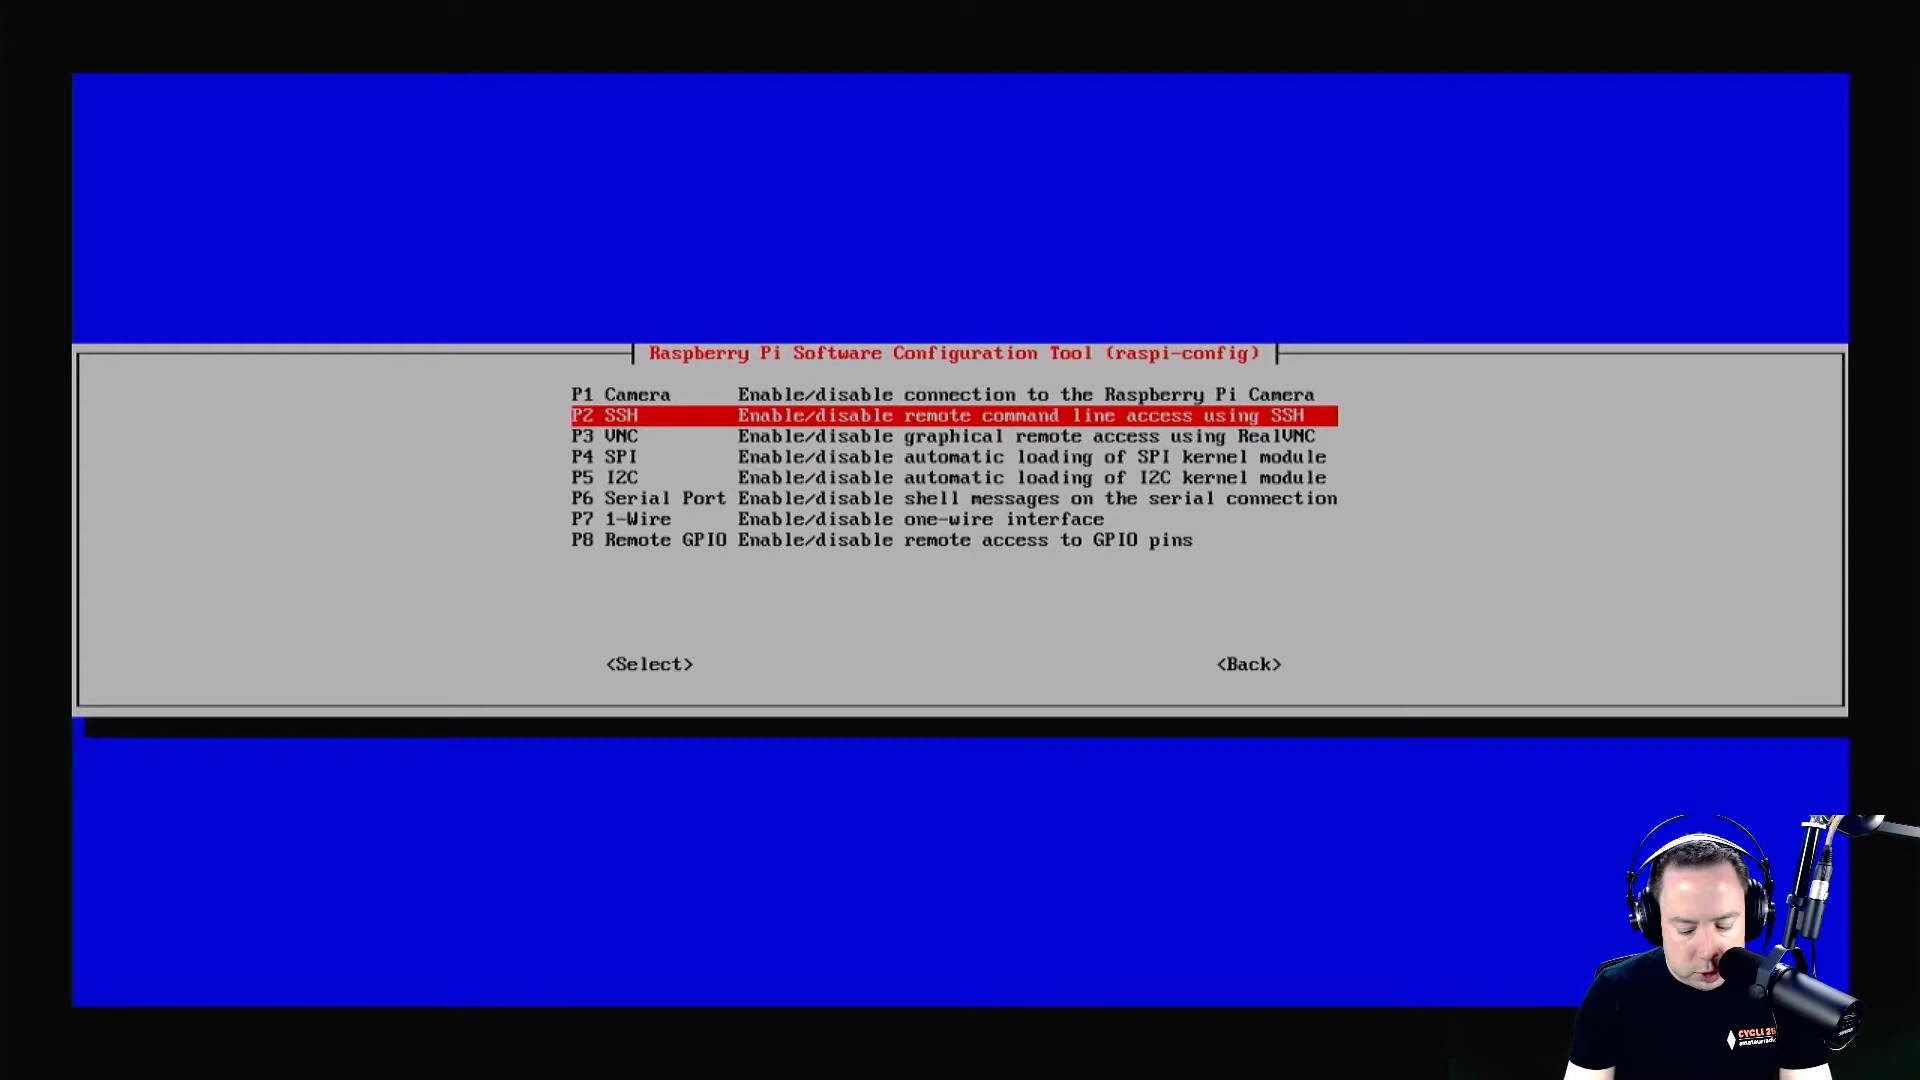 Raspberry Pi Software Configuration Tool (raspi-config)
P1 Camera Enable/disable connection to the Raspberry Pi Camera
P2 SSH Enable/disable remote command line access using SSH
P3 VNC Enable/disable graphical remote access using RealVNC
P4 SPI Enable/disable automatic loading of SPI kernel module
P5 I2C Enable/disable automatic loading of I2C kernel module
P6 Serial Port Enable/disable shell messages on the serial connection
P7 1-Wire Enable/disable one-wire interface
P8 Remote GPIO Enable/disable remote access to GPIO pins
<Select> <Back>
CYCLE 25